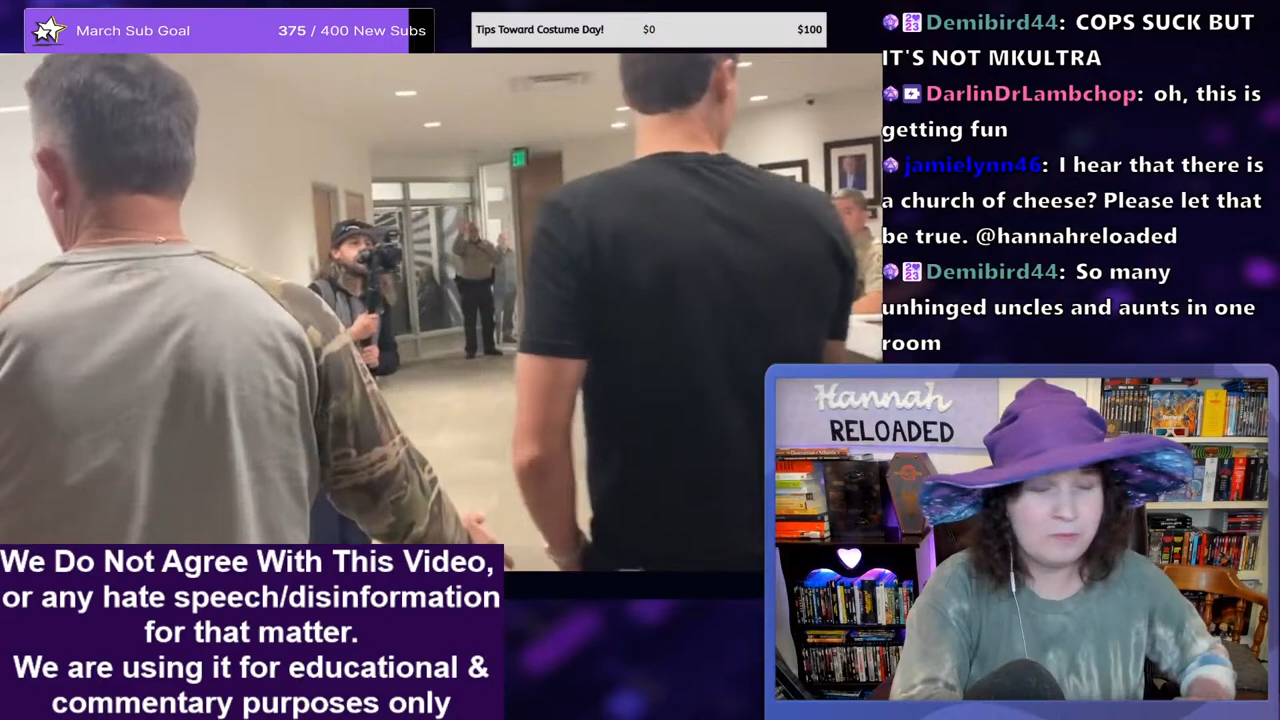 March Sub Goal 375 / 400 New Subs
Tips Toward Costume Day! $0 $100
Demibird44: COPS SUCK BUT
IT'S NOT MKULTRA
DarlinDrLambchop: oh, this is
getting fun
jamielynn46: I hear that there is
a church of cheese? Please let that
be true. @hannahreloaded
Demibird44: So many
unhinged uncles and aunts in one
room
Hannah
RELOADED
We Do Not Agree With This Video,
or any hate speech/disinformation
for that matter.
We are using it for educational &
commentary purposes only